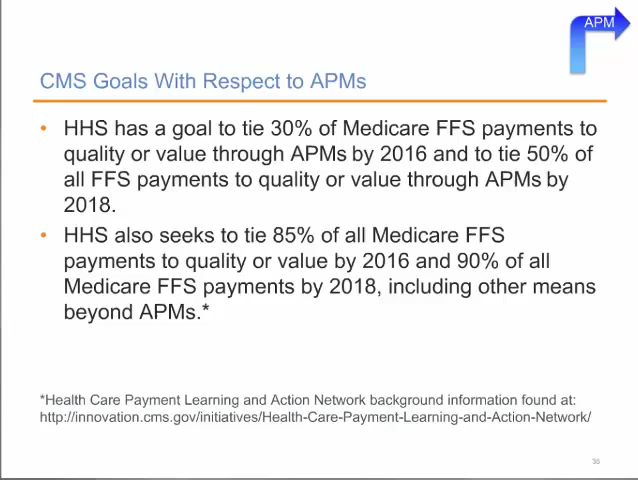 APM
CMS Goals With Respect to APMs
• HHS has a goal to tie 30% of Medicare FFS payments to
quality or value through APMs by 2016 and to tie 50% of
all FFS payments to quality or value through APMs by
2018.
• HHS also seeks to tie 85% of all Medicare FFS
payments to quality or value by 2016 and 90% of all
Medicare FFS payments by 2018, including other means
beyond APMs.*
*Health Care Payment Learning and Action Network background information found at:
http://innovation.cms.gov/initiatives/Health-Care-Payment-Learning-and-Action-Network/